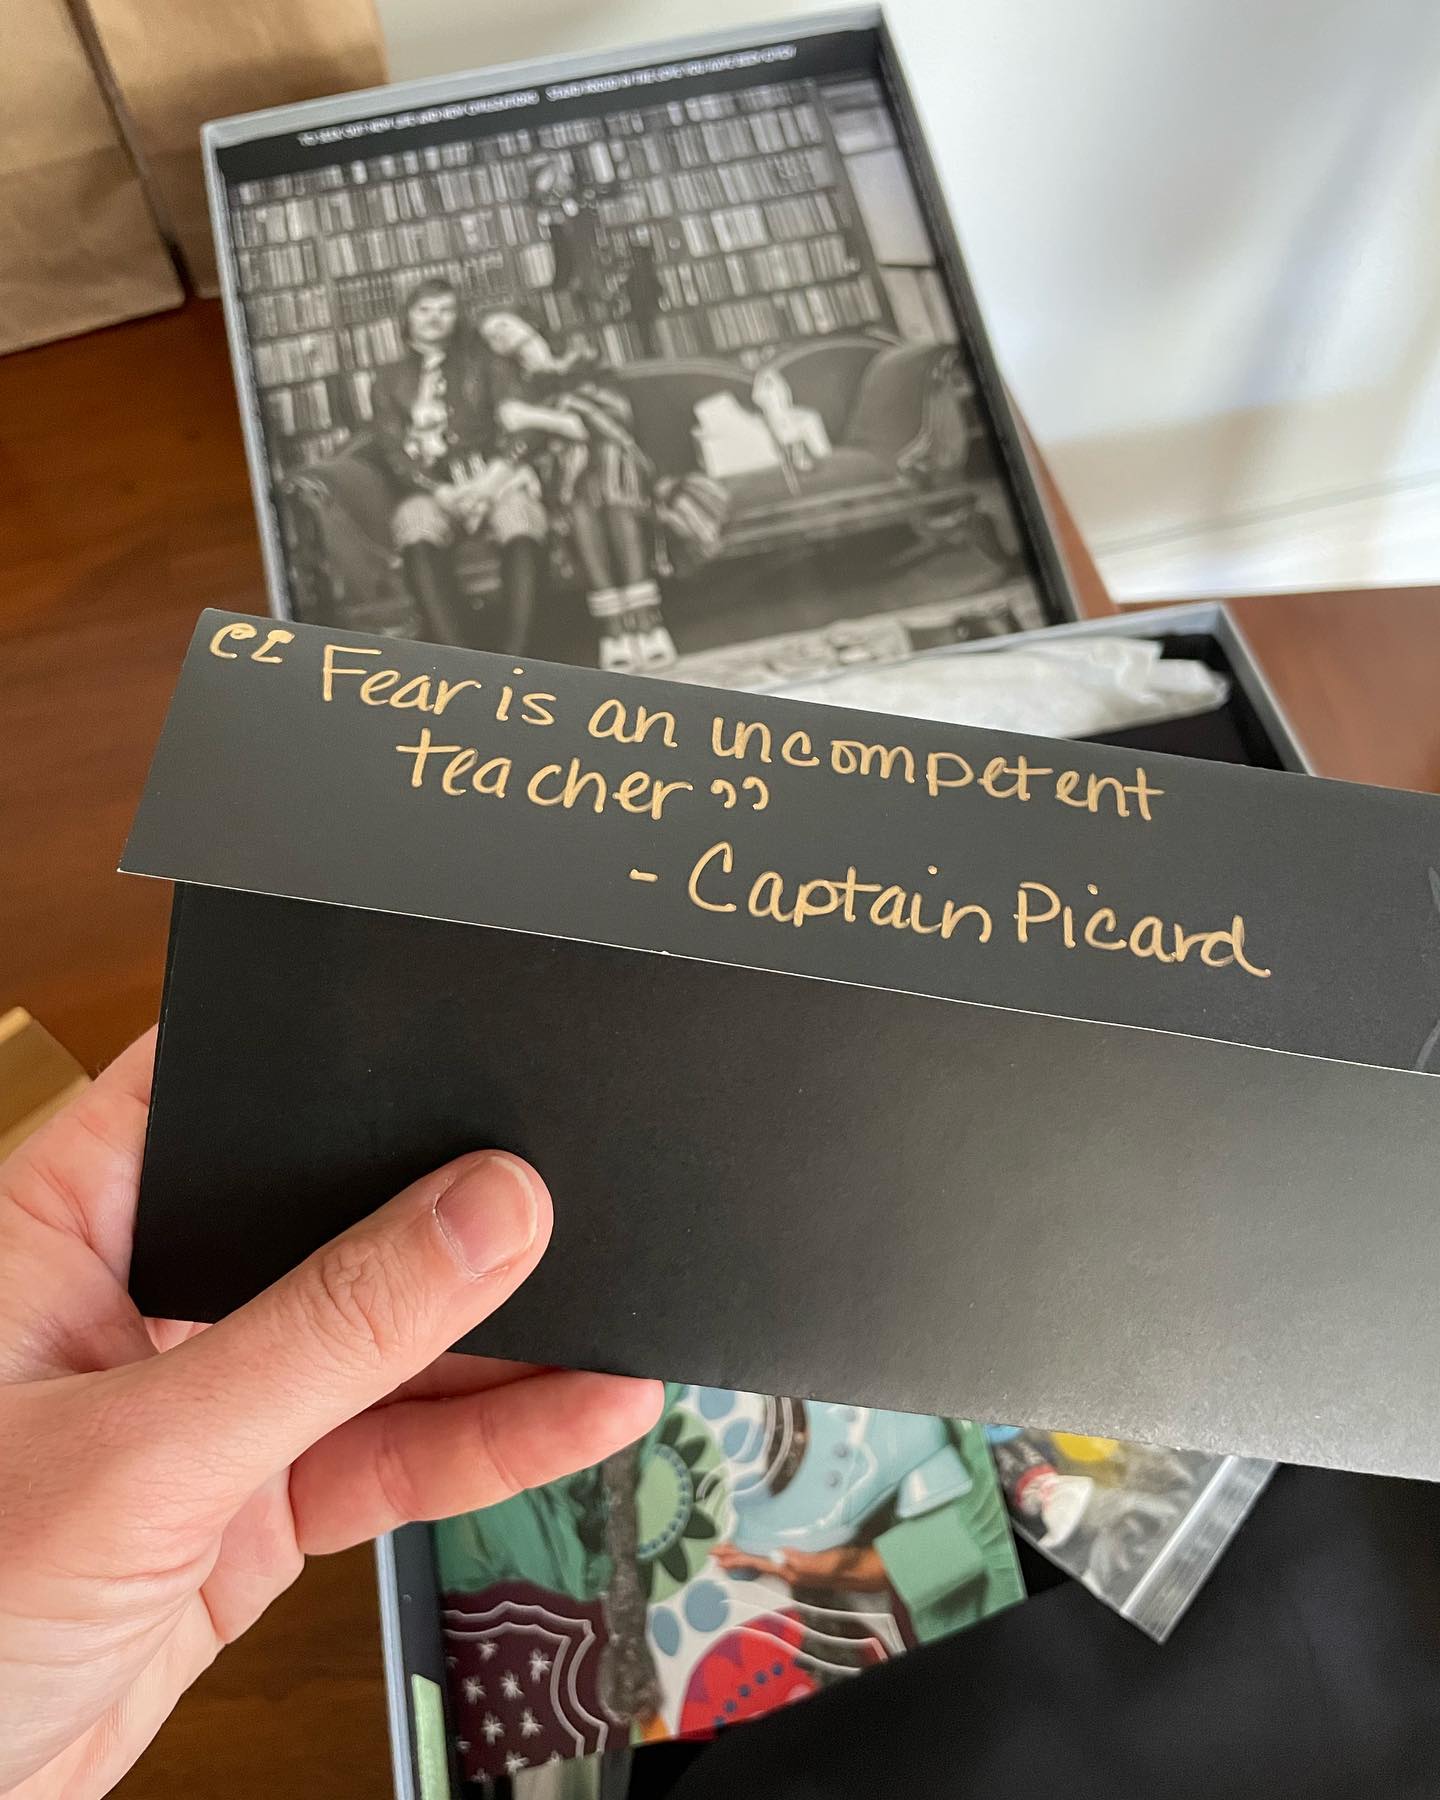 “Fear is an incompetent
teacher”
- Captain Picard